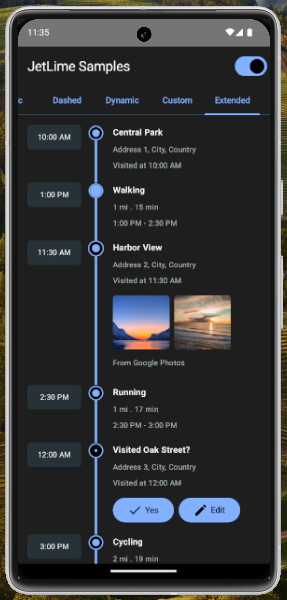 11:35
JetLime Samples
c Dashed Dynamic Custom Extended
10:00 AM
Central Park
Address 1, City, Country
Visited at 10:00 AM
1:00 PM
Walking
1 mi . 15 min
1:00 PM - 2:30 PM
11:30 AM
Harbor View
Address 2, City, Country
Visited at 11:30 AM
From Google Photos
2:30 PM
Running
1 mi . 17 min
2:30 PM - 3:00 PM
12:00 AM
Visited Oak Street?
Address 3, City, Country
Visited at 12:00 AM
Yes Edit
3:00 PM
Cycling
2 mi . 19 min